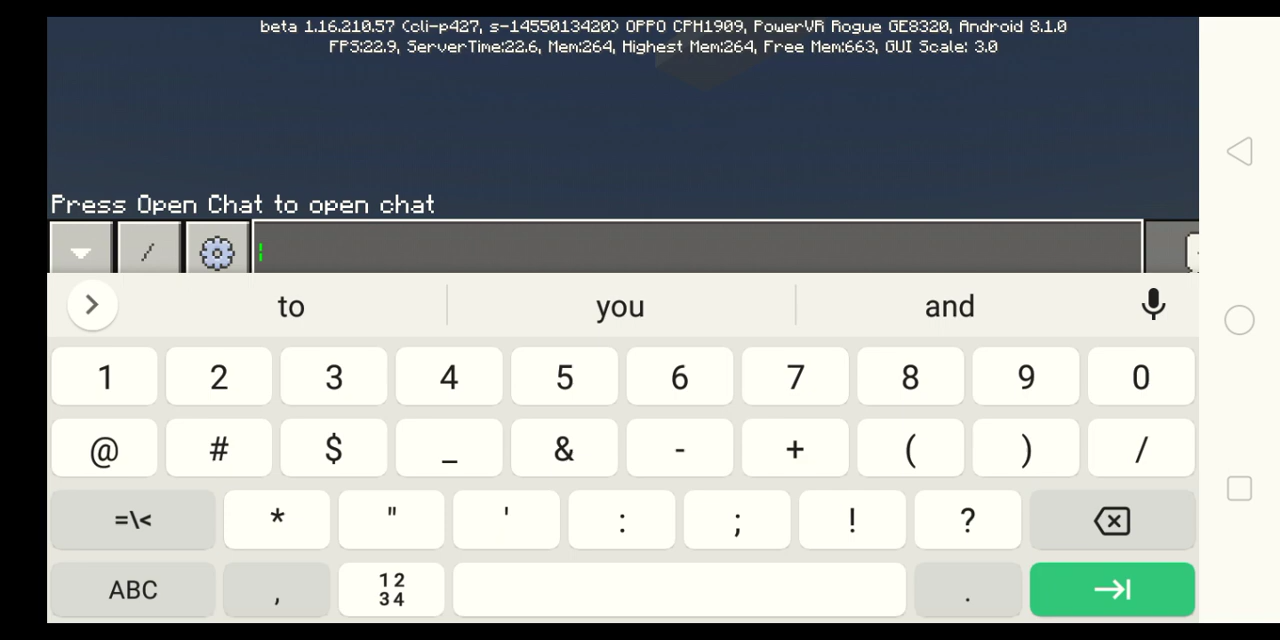 beta 1.16.210.57 (cli-p427, s-1455013420) OPPO CPH1909, PowerVR Rogue GE8320, Android 8.1.0
FPS:22.9, ServerTime:22.6, Mem:264, Highest Mem:264, Free Mem:663, GUI Scale: 3.0
Press Open Chat to open chat
/
to you and
1 2 3 4 5 6 7 8 9 0
@ # $ _ & - + ( ) /
=\< * " ' : ; ! ?
ABC , 12 34 .